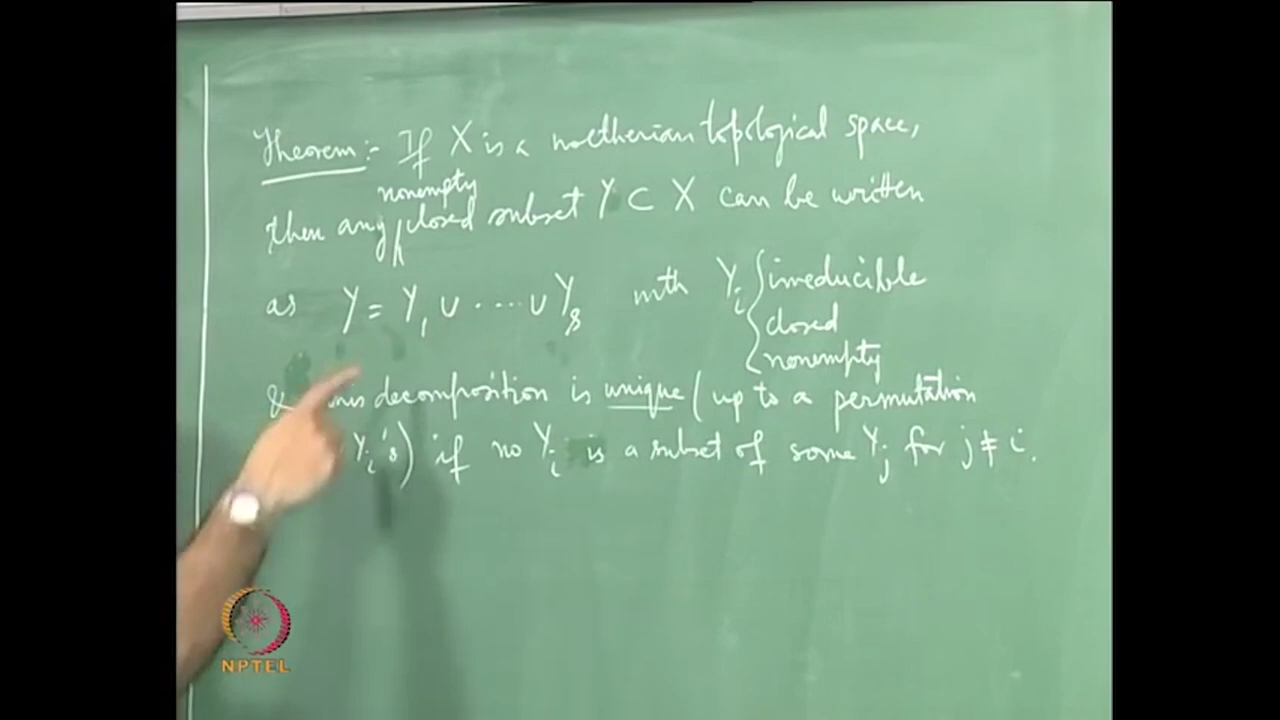 Theorem:- If X is a noetherian topological space,
nonempty
then any closed subset Y ⊂ X can be written
as Y = Y₁ ∪ ···· ∪ Yₛ with Yᵢ { irreducible
closed
nonempty
& decomposition is unique (up to a permutation
Yᵢ's) if no Yᵢ is a subset of some Yⱼ for j ≠ i.
NPTEL